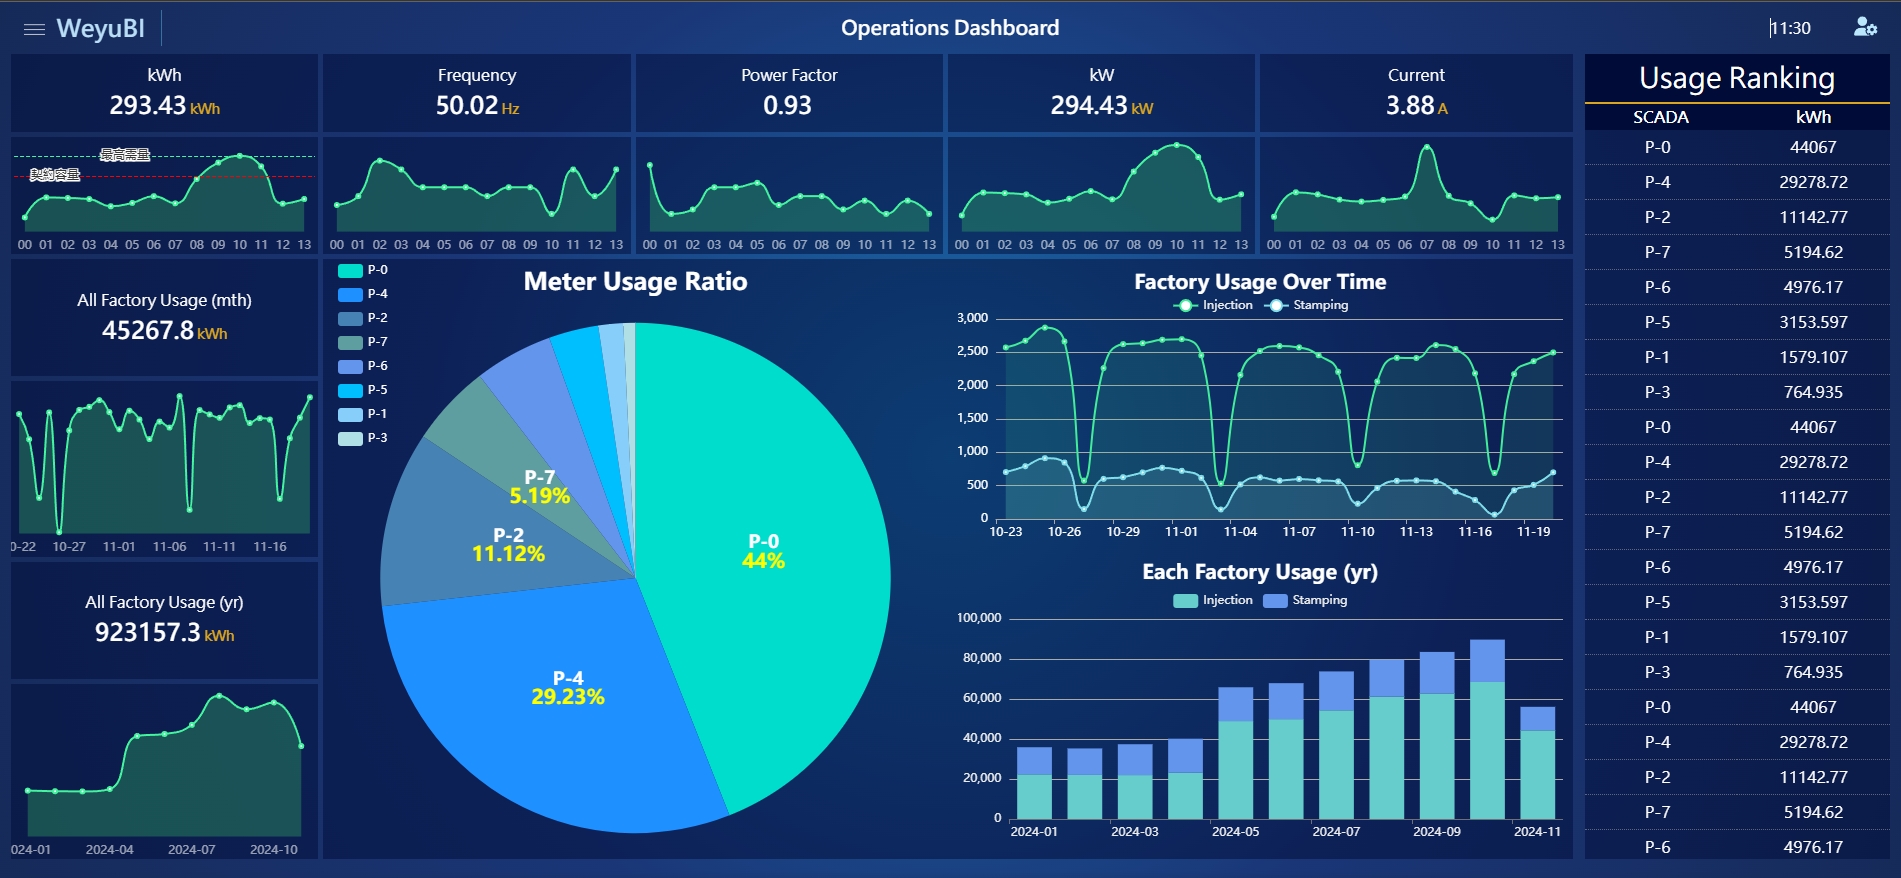 WeyuBI
Operations Dashboard
11:30
kWh
293.43 kWh
Frequency
50.02 Hz
Power Factor
0.93
kW
294.43 kW
Current
3.88 A
最高需量
契約容量
00 01 02 03 04 05 06 07 08 09 10 11 12 13
00 01 02 03 04 05 06 07 08 09 10 11 12 13
00 01 02 03 04 05 06 07 08 09 10 11 12 13
00 01 02 03 04 05 06 07 08 09 10 11 12 13
00 01 02 03 04 05 06 07 08 09 10 11 12 13
All Factory Usage (mth)
45267.8 kWh
0-22 10-27 11-01 11-06 11-11 11-16
All Factory Usage (yr)
923157.3 kWh
024-01 2024-04 2024-07 2024-10
Meter Usage Ratio
P-0
P-4
P-2
P-7
P-6
P-5
P-1
P-3
P-7
5.19%
P-2
11.12%
P-0
44%
P-4
29.23%
Factory Usage Over Time
Injection Stamping
3,000
2,500
2,000
1,500
1,000
500
0
10-23 10-26 10-29 11-01 11-04 11-07 11-10 11-13 11-16 11-19
Each Factory Usage (yr)
Injection Stamping
100,000
80,000
60,000
40,000
20,000
0
2024-01 2024-03 2024-05 2024-07 2024-09 2024-11
Usage Ranking
SCADA kWh
P-0 44067
P-4 29278.72
P-2 11142.77
P-7 5194.62
P-6 4976.17
P-5 3153.597
P-1 1579.107
P-3 764.935
P-0 44067
P-4 29278.72
P-2 11142.77
P-7 5194.62
P-6 4976.17
P-5 3153.597
P-1 1579.107
P-3 764.935
P-0 44067
P-4 29278.72
P-2 11142.77
P-7 5194.62
P-6 4976.17